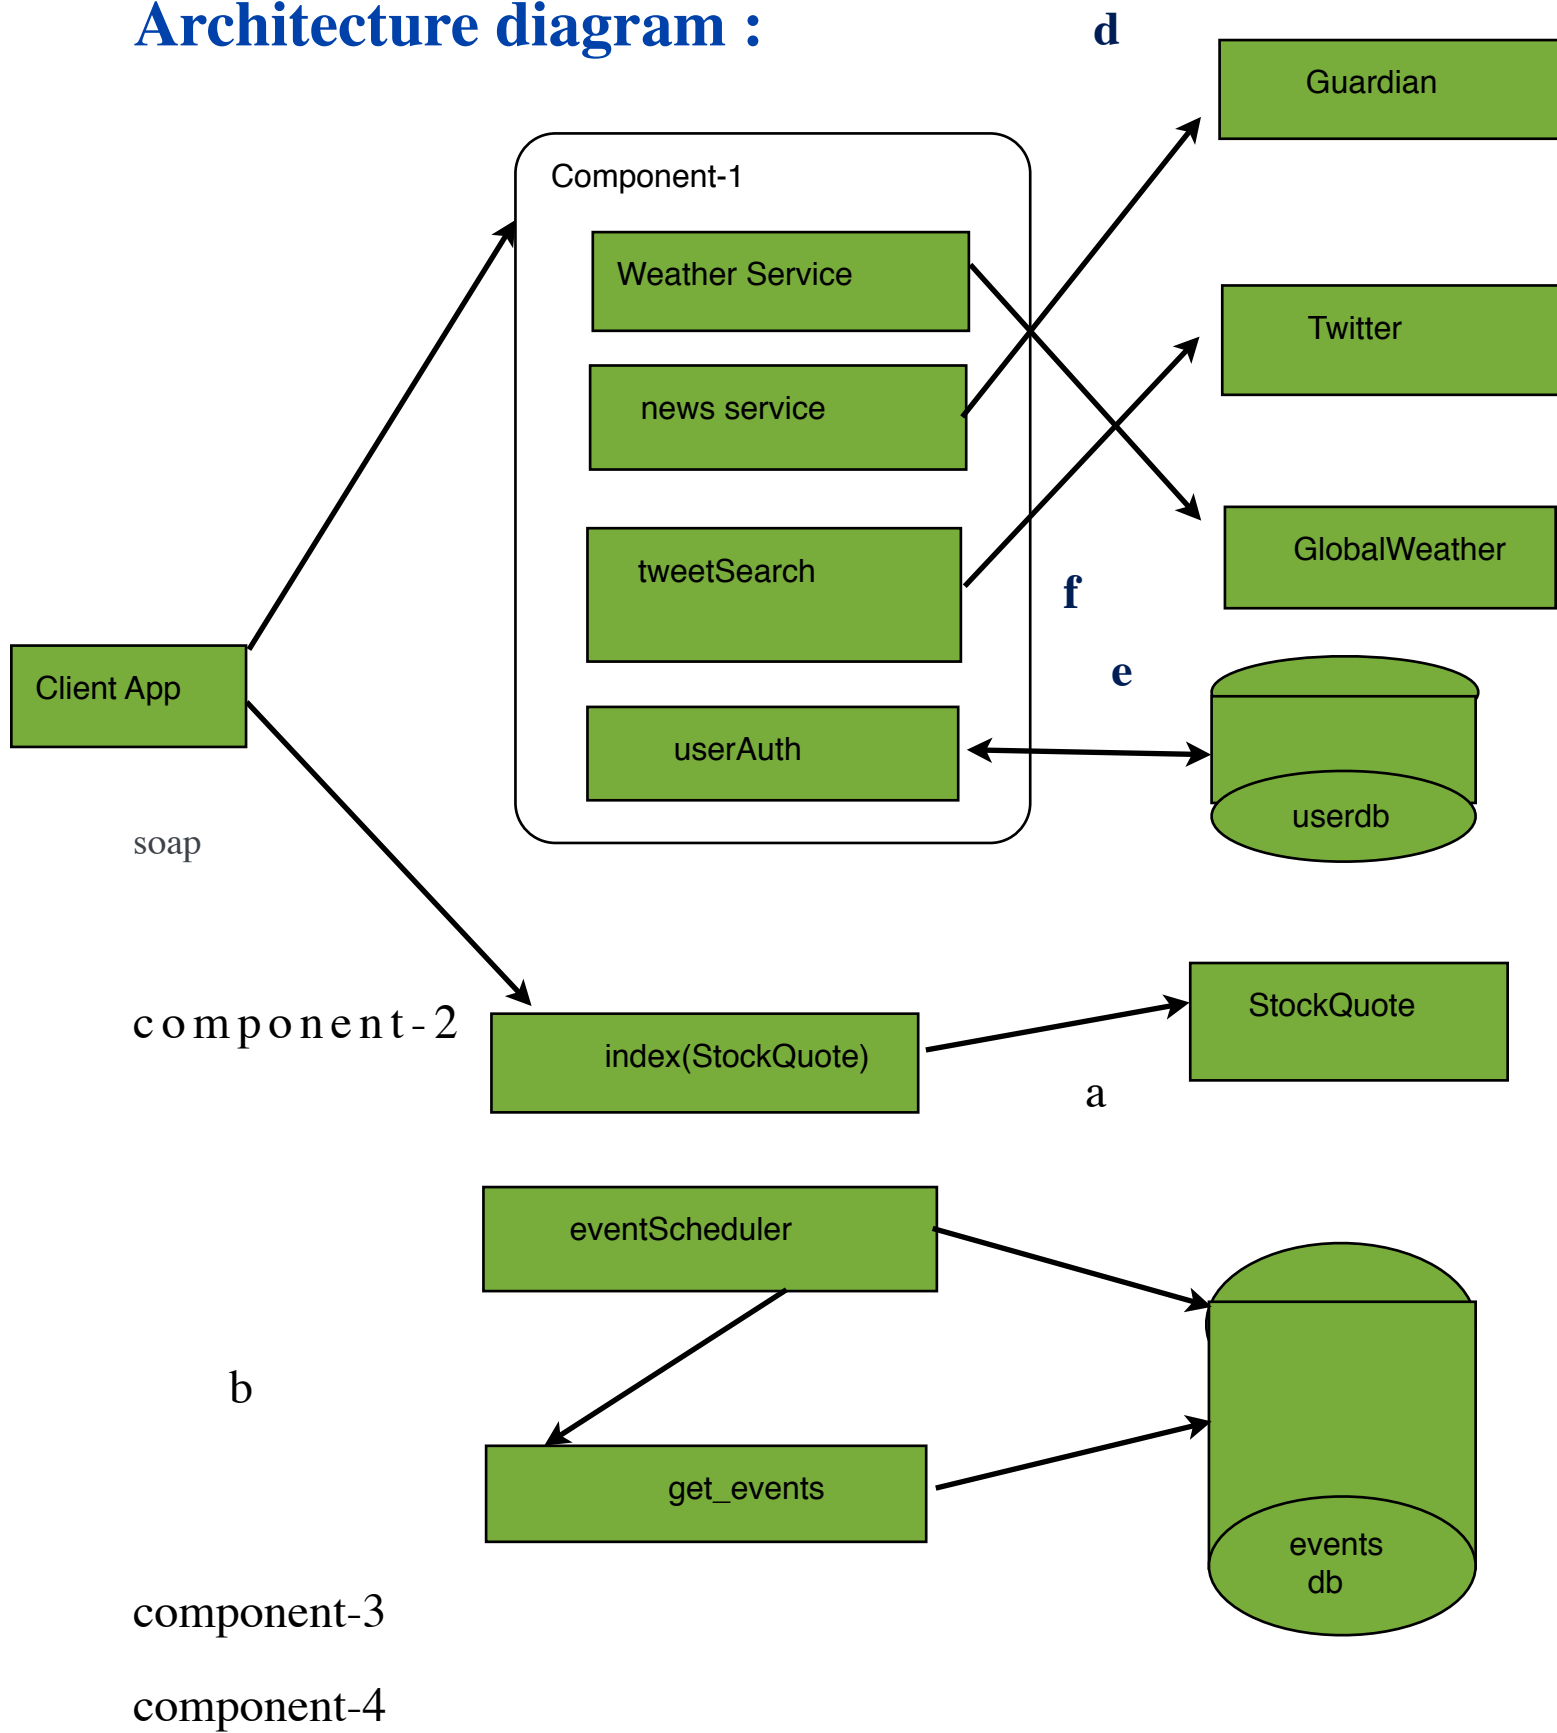 Architecture diagram :
d
Guardian
Component-1
Weather Service
Twitter
news service
GlobalWeather
tweetSearch
f
e
Client App
userAuth
userdb
soap
StockQuote
component-2
index(StockQuote)
a
eventScheduler
b
get_events
events
db
component-3
component-4